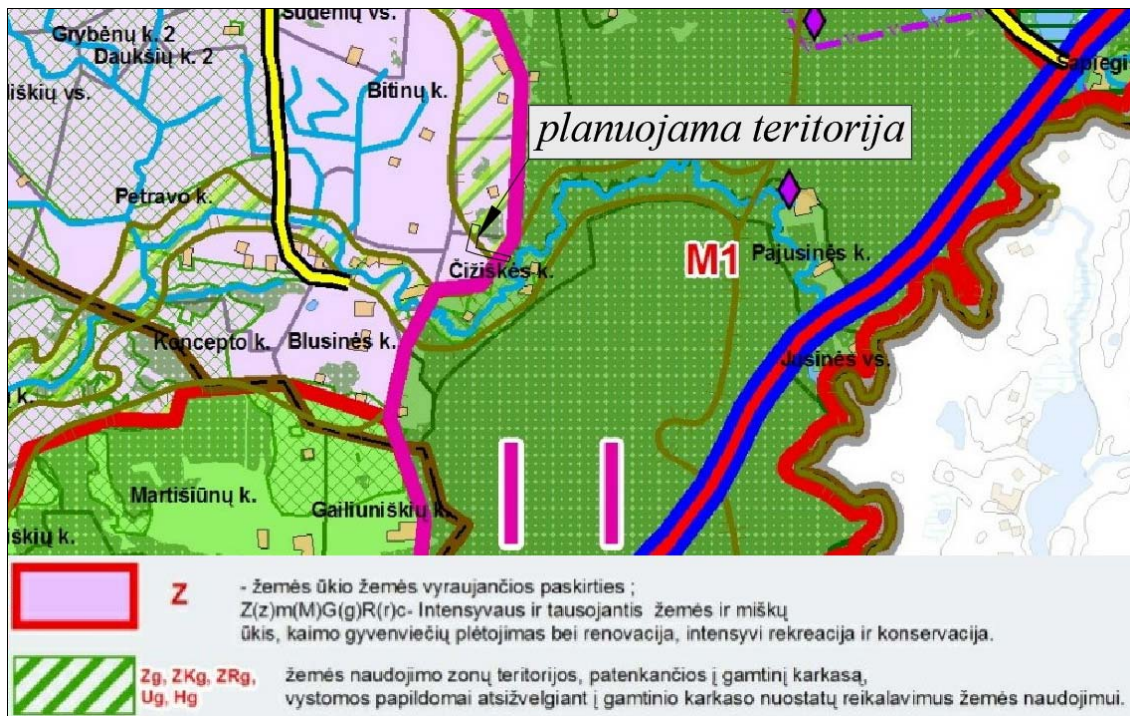 Sudenių vs.
Grybėnų k. 2
Daukšių k. 2
iškių vs.
Bitinų k.
Sapiegi
planuojama teritorija
Petravo k.
Čižiškės k.
M1
Pajusinės k.
Koncepto k.
Blusinės k.
Jusinės vs.
k.
Martišiūnų k.
Gailiuniškių k.
iškių k.
Z
- žemės ūkio žemės vyraujančios paskirties ;
Z(z)m(M)G(g)R(r)c- Intensyvaus ir tausojantis žemės ir miškų
ūkis, kaimo gyvenviečių plėtojimas bei renovacija, intensyvi rekreacija ir konservacija.
Zg, ZKg, ZRg,
Ug, Hg
žemės naudojimo zonų teritorijos, patenkančios į gamtinį karkasą,
vystomos papildomai atsižvelgiant į gamtinio karkaso nuostatų reikalavimus žemės naudojimui.